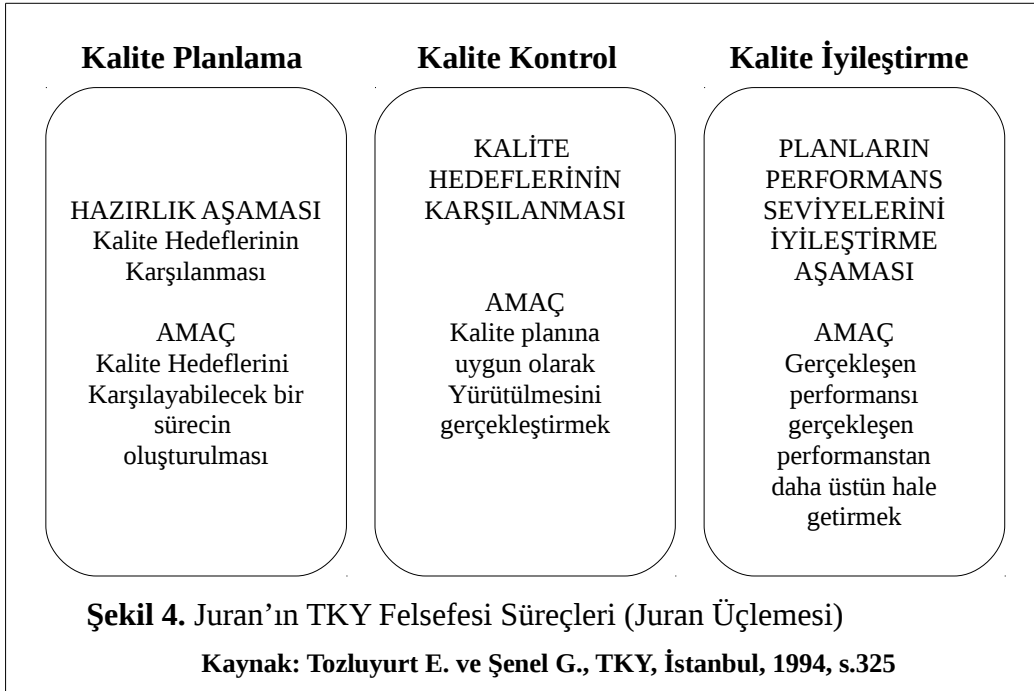 Kalite Planlama
HAZIRLIK AŞAMASI
Kalite Hedeflerinin
Karşılanması
AMAÇ
Kalite Hedeflerini
Karşılayabilecek bir
sürecin
oluşturulması
Kalite Kontrol
KALİTE
HEDEFLERİNİN
KARŞILANMASI
AMAÇ
Kalite planına
uygun olarak
Yürütülmesini
gerçekleştirmek
Kalite İyileştirme
PLANLARIN
PERFORMANS
SEVİYELERİNİ
İYİLEŞTİRME
AŞAMASI
AMAÇ
Gerçekleşen
performansı
gerçekleşen
performanstan
daha üstün hale
getirmek
Şekil 4. Juran’ın TKY Felsefesi Süreçleri (Juran Üçlemesi)
Kaynak: Tozluyurt E. ve Şenel G., TKY, İstanbul, 1994, s.325